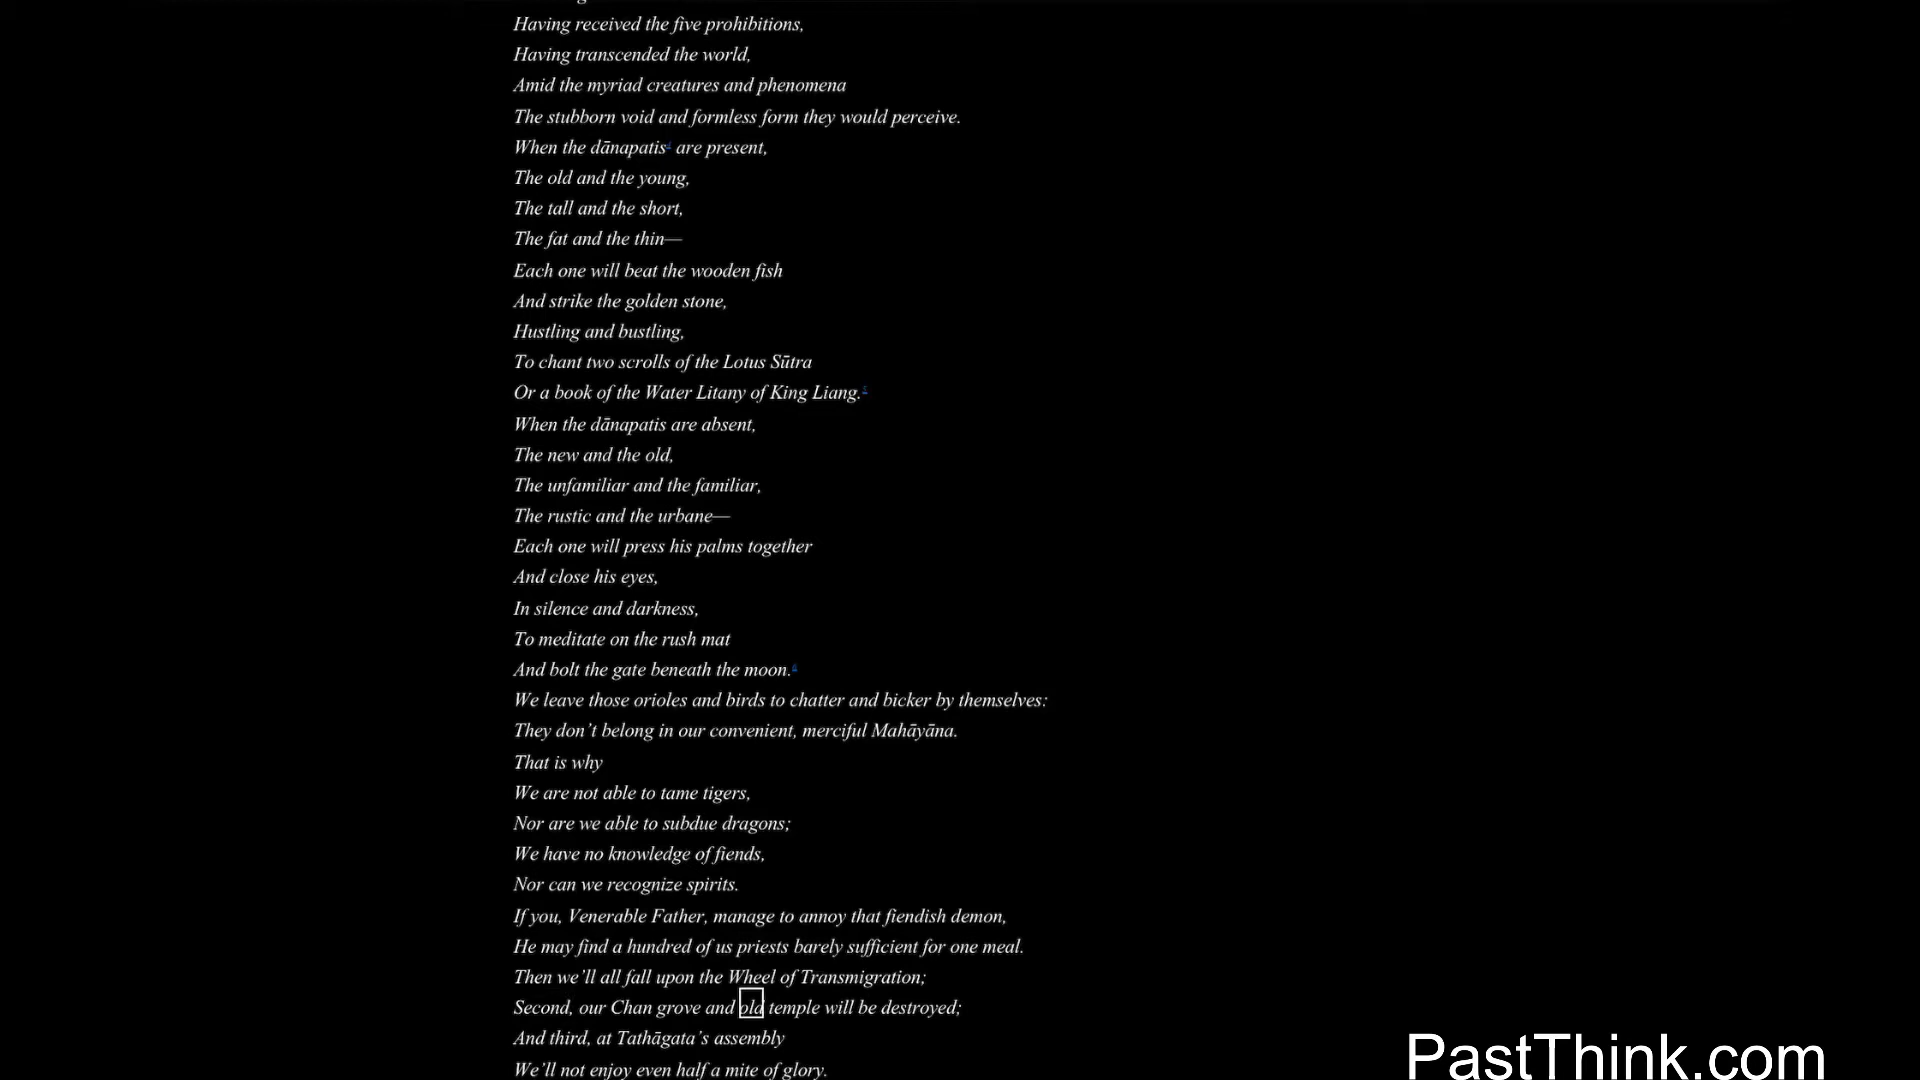 Having received the five prohibitions,
Having transcended the world,
Amid the myriad creatures and phenomena
The stubborn void and formless form they would perceive.
When the dānapatis4 are present,
The old and the young,
The tall and the short,
The fat and the thin—
Each one will beat the wooden fish
And strike the golden stone,
Hustling and bustling,
To chant two scrolls of the Lotus Sūtra
Or a book of the Water Litany of King Liang.5
When the dānapatis are absent,
The new and the old,
The unfamiliar and the familiar,
The rustic and the urbane—
Each one will press his palms together
And close his eyes,
In silence and darkness,
To meditate on the rush mat
And bolt the gate beneath the moon.6
We leave those orioles and birds to chatter and bicker by themselves:
They don’t belong in our convenient, merciful Mahāyāna.
That is why
We are not able to tame tigers,
Nor are we able to subdue dragons;
We have no knowledge of fiends,
Nor can we recognize spirits.
If you, Venerable Father, manage to annoy that fiendish demon,
He may find a hundred of us priests barely sufficient for one meal.
Then we’ll all fall upon the Wheel of Transmigration;
Second, our Chan grove and old temple will be destroyed;
And third, at Tathāgata’s assembly
We’ll not enjoy even half a mite of glory.
PastThink.com